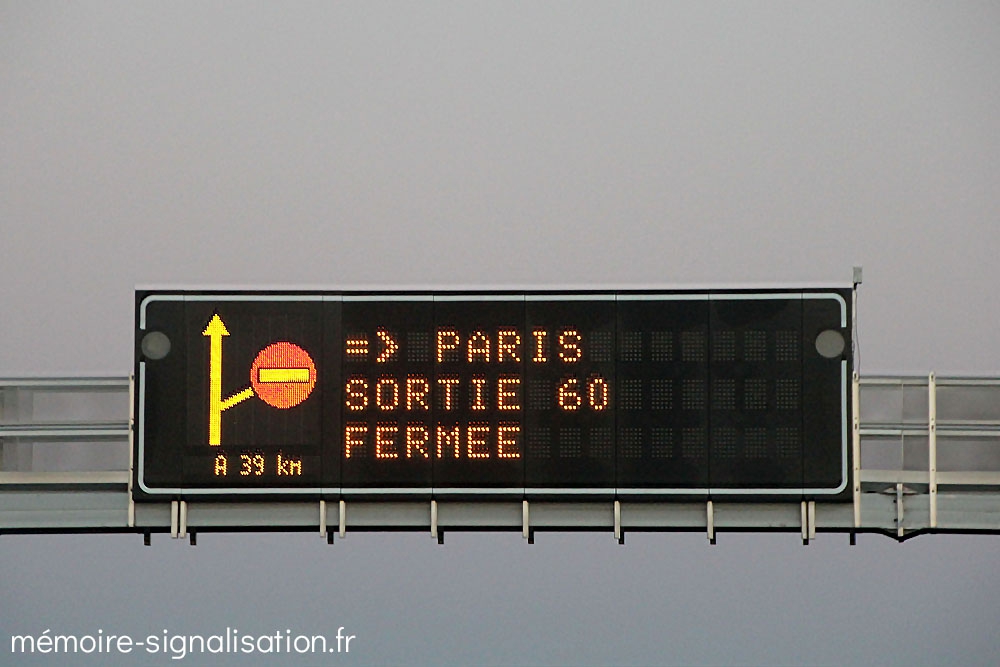 => PARIS
SORTIE 60
FERMEE
A 39 km
mémoire-signalisation.fr